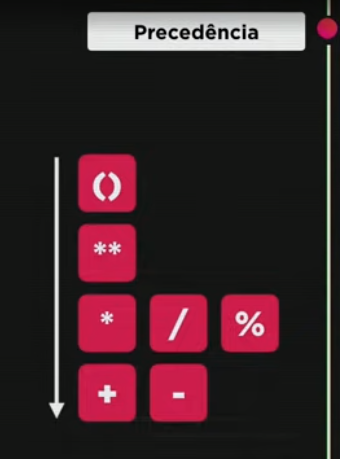 Precedência
()
**
* / %
+ -